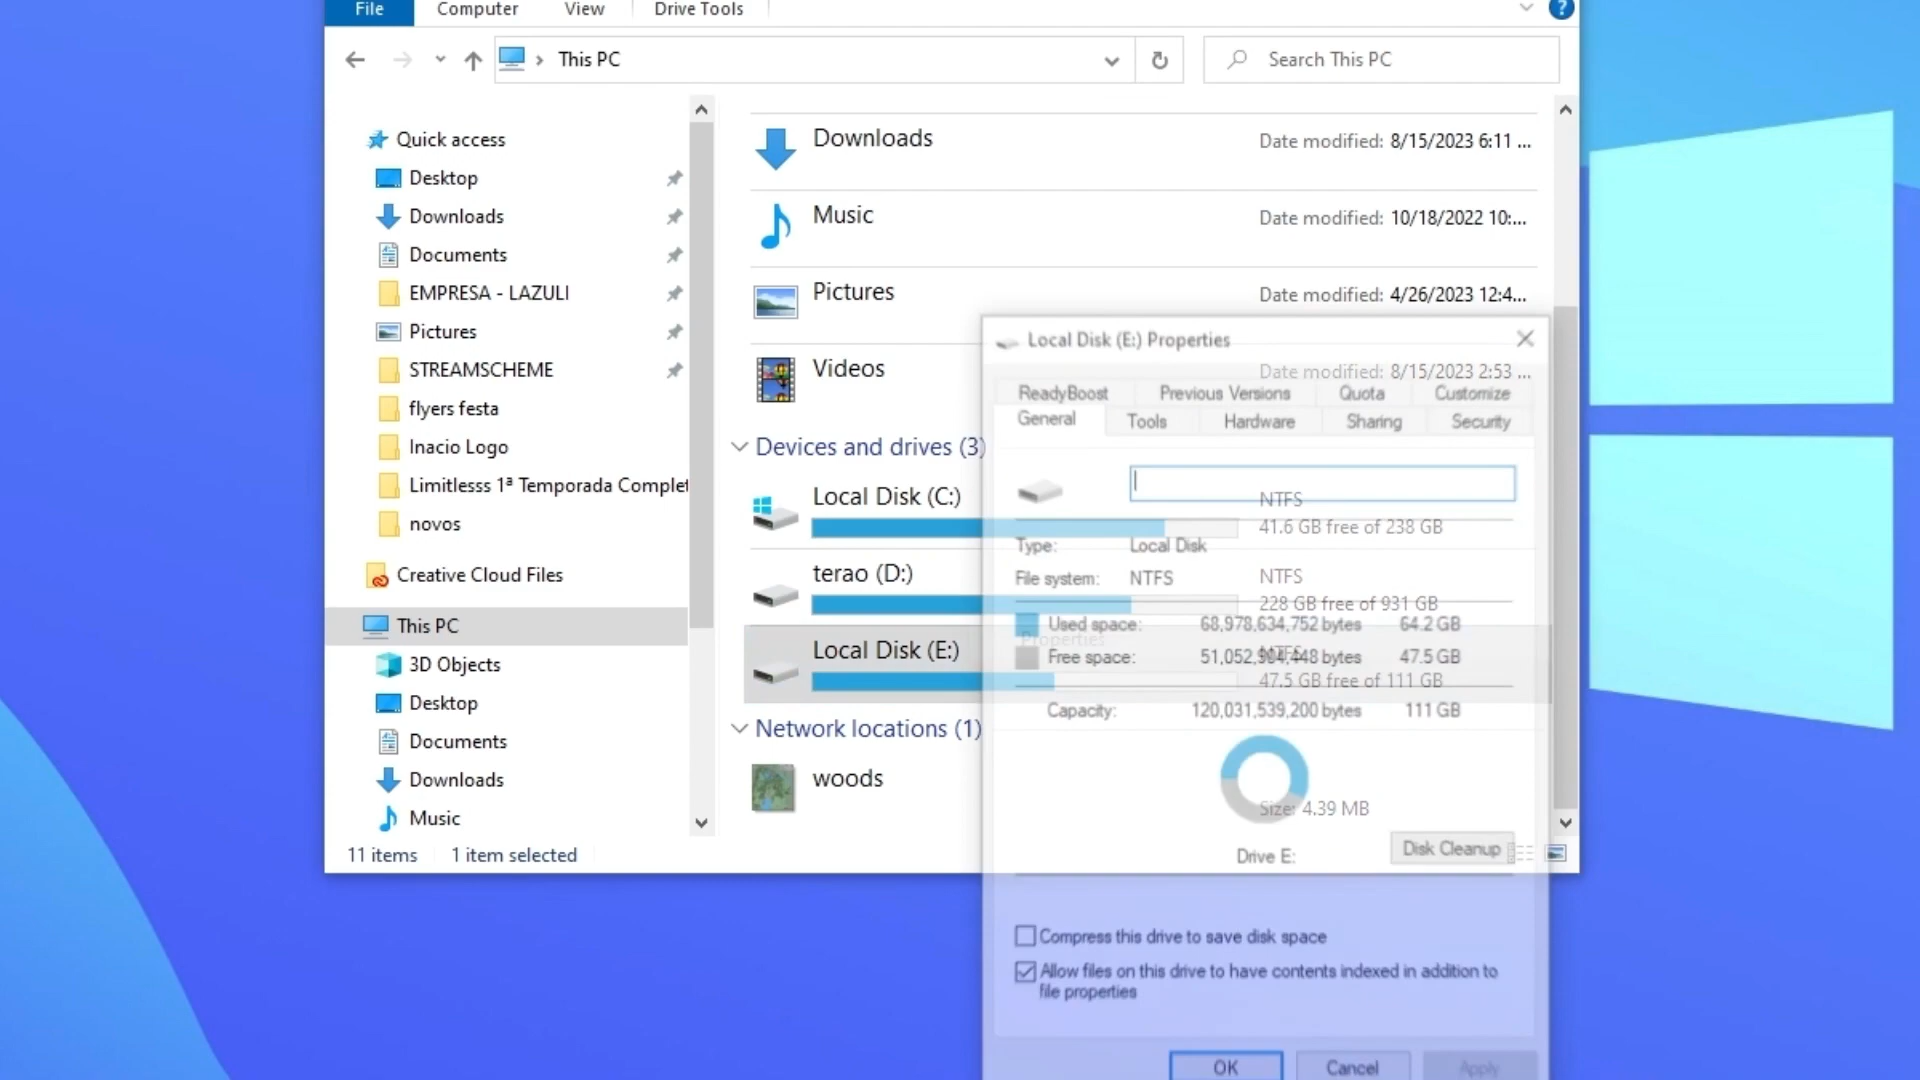 File Computer View Drive Tools ?
This PC
Search This PC
Quick access
Desktop
Downloads
Documents
EMPRESA - LAZULI
Pictures
STREAMSCHEME
flyers festa
Inacio Logo
Limitlesss 1ª Temporada Complet
novos
Creative Cloud Files
This PC
3D Objects
Desktop
Documents
Downloads
Music
11 items 1 item selected
Downloads Date modified: 8/15/2023 6:11 ...
Music Date modified: 10/18/2022 10:...
Pictures Date modified: 4/26/2023 12:4...
Videos Date modified: 8/15/2023 2:53 ...
Devices and drives (3)
Local Disk (C:) NTFS
41.6 GB free of 238 GB
terao (D:) NTFS
228 GB free of 931 GB
Local Disk (E:) NTFS
47.5 GB free of 111 GB
Network locations (1)
woods
Size: 4.39 MB
Properties
Local Disk (E:) Properties
ReadyBoost Previous Versions Quota Customize
General Tools Hardware Sharing Security
Type: Local Disk
File system: NTFS
Used space: 68,978,634,752 bytes 64.2 GB
Free space: 51,052,904,448 bytes 47.5 GB
Capacity: 120,031,539,200 bytes 111 GB
Drive E: Disk Cleanup
Compress this drive to save disk space
Allow files on this drive to have contents indexed in addition to
file properties
OK Cancel Apply